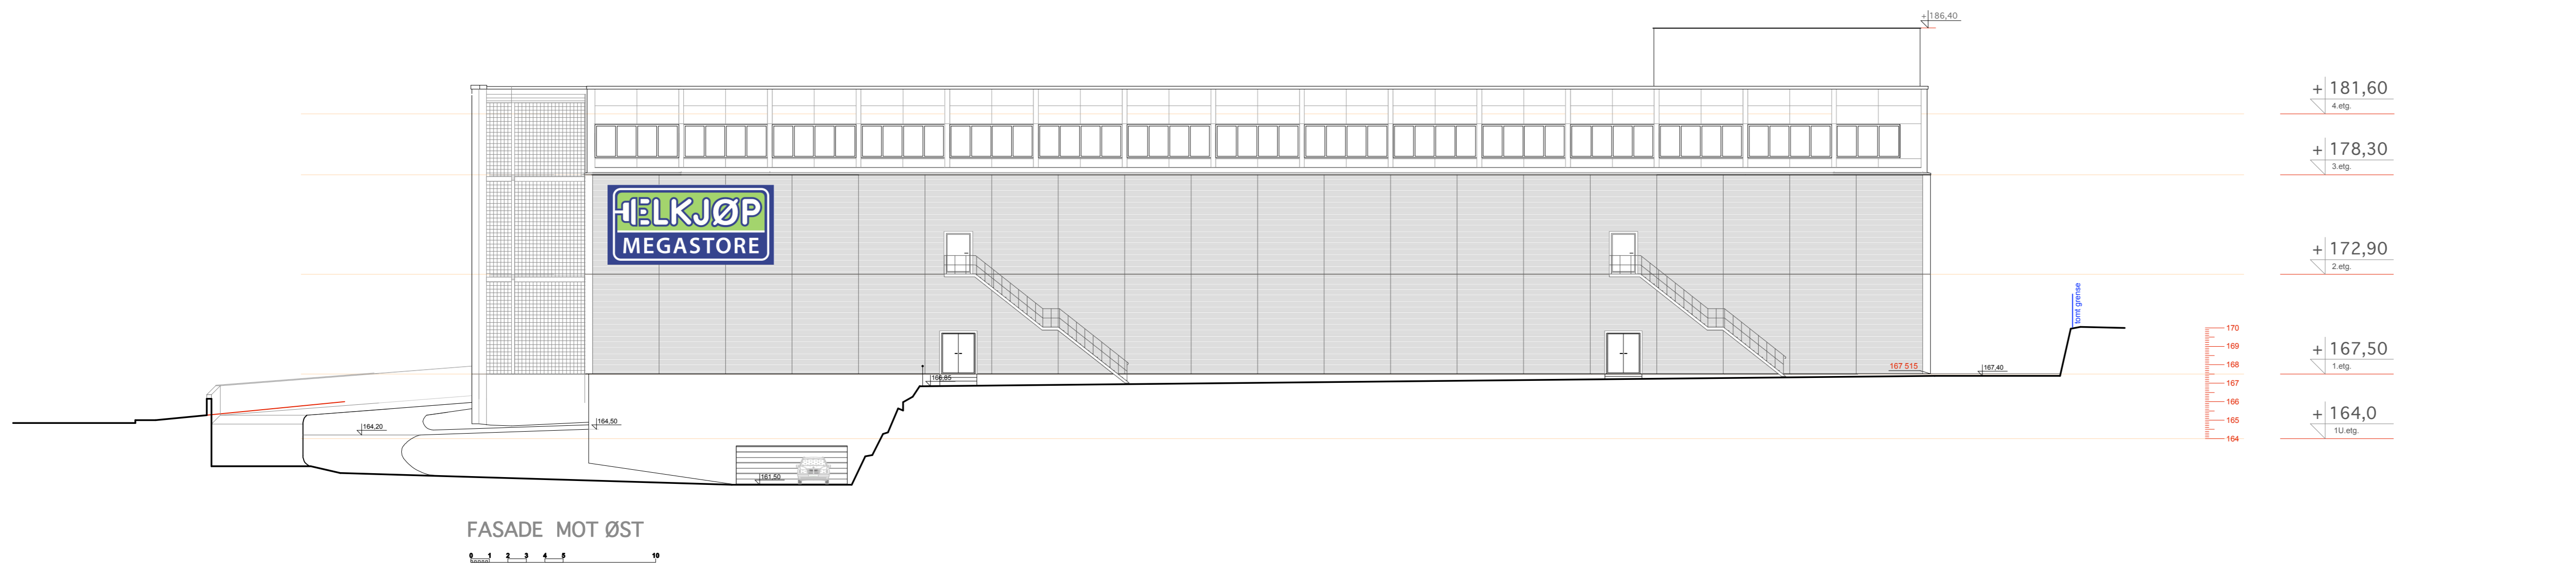 + 186,40
+ 181,60
4.etg.
+ 178,30
3.etg.
ELKJØP
MEGASTORE
+ 172,90
2.etg.
tomt grense
170
169
168
167
166
165
164
+ 167,50
1.etg.
167 515
167,40
166,85
+ 164,0
1U.etg.
164,50
164,20
161,50
FASADE MOT ØST
0 1 2 3 4 5 10